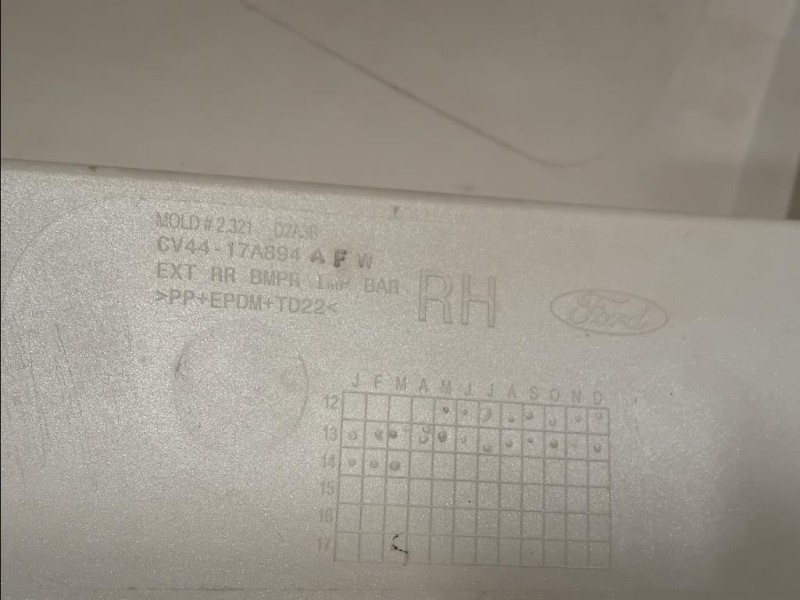 MOLD # 2.321 D2A3B
CV44-17A894 A F W
EXT RR BMPR Imp BAR
>PP+EPDM+TD22<
RH
Ford
J F M A M J J A S O N D
12
13
14
15
16
17